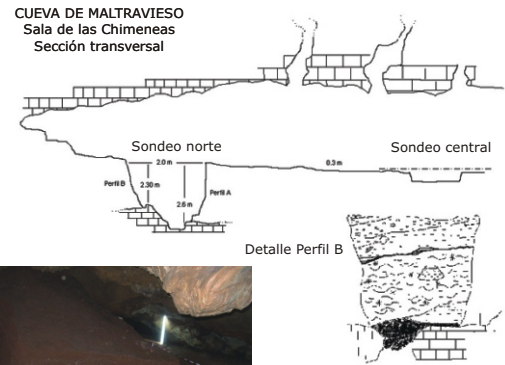 CUEVA DE MALTRAVIESO
Sala de las Chimeneas
Sección transversal
Sondeo norte
Sondeo central
2.0 m
0.3 m
Perfil B
2.30 m
Perfil A
2.6 m
Detalle Perfil B